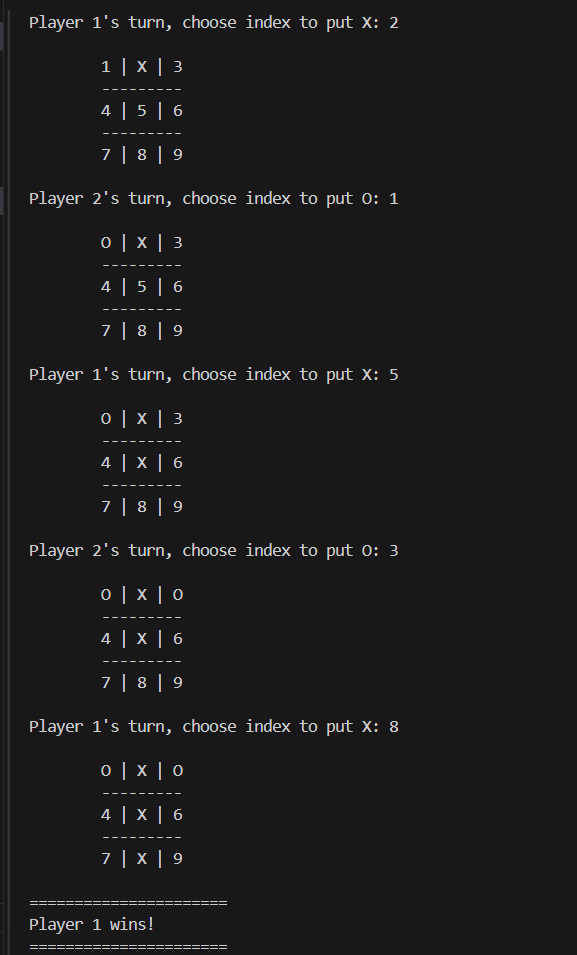 Player 1's turn, choose index to put X: 2
1 | X | 3
---------
4 | 5 | 6
---------
7 | 8 | 9
Player 2's turn, choose index to put O: 1
O | X | 3
---------
4 | 5 | 6
---------
7 | 8 | 9
Player 1's turn, choose index to put X: 5
O | X | 3
---------
4 | X | 6
---------
7 | 8 | 9
Player 2's turn, choose index to put O: 3
O | X | O
---------
4 | X | 6
---------
7 | 8 | 9
Player 1's turn, choose index to put X: 8
O | X | O
---------
4 | X | 6
---------
7 | X | 9
======================
Player 1 wins!
======================